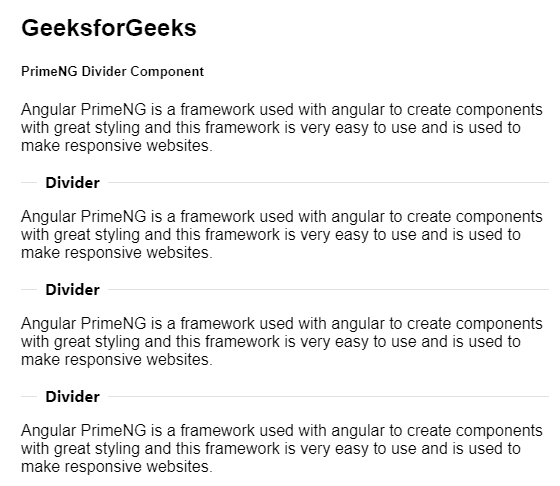 GeeksforGeeks
PrimeNG Divider Component
Angular PrimeNG is a framework used with angular to create components
with great styling and this framework is very easy to use and is used to
make responsive websites.
Divider
Angular PrimeNG is a framework used with angular to create components
with great styling and this framework is very easy to use and is used to
make responsive websites.
Divider
Angular PrimeNG is a framework used with angular to create components
with great styling and this framework is very easy to use and is used to
make responsive websites.
Divider
Angular PrimeNG is a framework used with angular to create components
with great styling and this framework is very easy to use and is used to
make responsive websites.